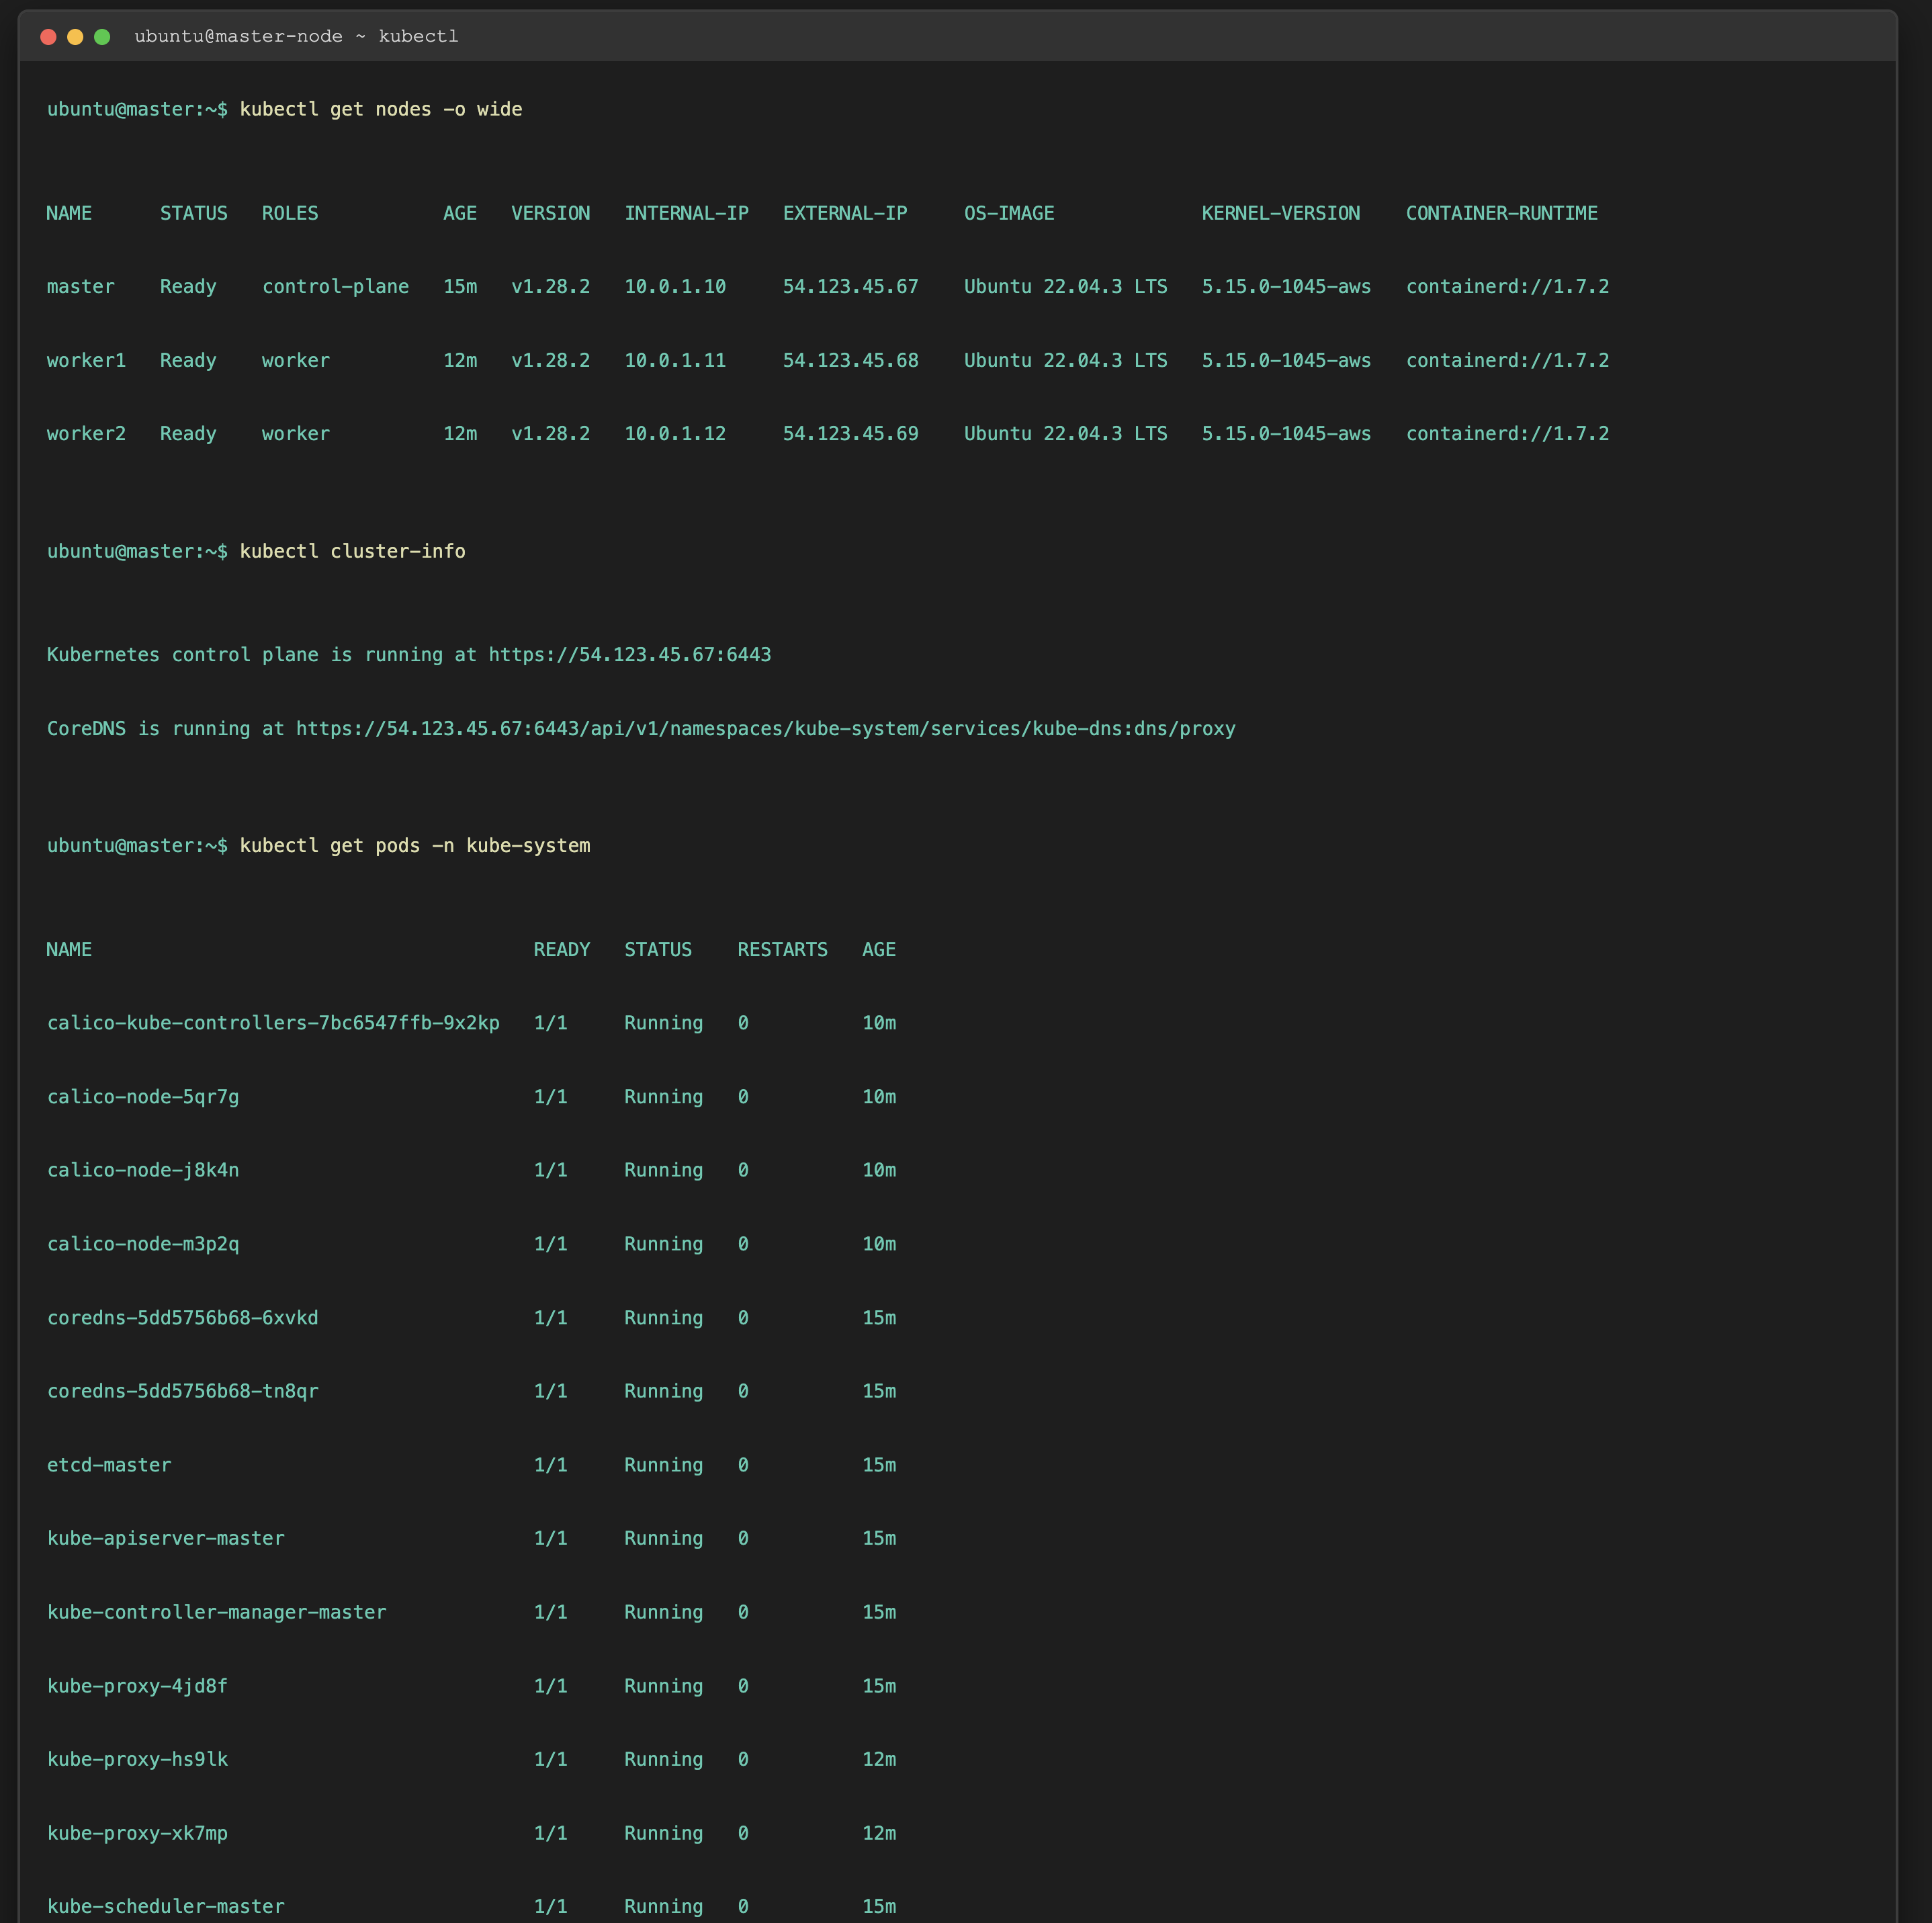 ubuntu@master-node ~ kubectl
ubuntu@master:~$ kubectl get nodes -o wide
NAME      STATUS   ROLES           AGE   VERSION   INTERNAL-IP   EXTERNAL-IP     OS-IMAGE             KERNEL-VERSION    CONTAINER-RUNTIME
master    Ready    control-plane   15m   v1.28.2   10.0.1.10     54.123.45.67    Ubuntu 22.04.3 LTS   5.15.0-1045-aws   containerd://1.7.2
worker1   Ready    worker          12m   v1.28.2   10.0.1.11     54.123.45.68    Ubuntu 22.04.3 LTS   5.15.0-1045-aws   containerd://1.7.2
worker2   Ready    worker          12m   v1.28.2   10.0.1.12     54.123.45.69    Ubuntu 22.04.3 LTS   5.15.0-1045-aws   containerd://1.7.2
ubuntu@master:~$ kubectl cluster-info
Kubernetes control plane is running at https://54.123.45.67:6443
CoreDNS is running at https://54.123.45.67:6443/api/v1/namespaces/kube-system/services/kube-dns:dns/proxy
ubuntu@master:~$ kubectl get pods -n kube-system
NAME                                       READY   STATUS    RESTARTS   AGE
calico-kube-controllers-7bc6547ffb-9x2kp   1/1     Running   0          10m
calico-node-5qr7g                          1/1     Running   0          10m
calico-node-j8k4n                          1/1     Running   0          10m
calico-node-m3p2q                          1/1     Running   0          10m
coredns-5dd5756b68-6xvkd                   1/1     Running   0          15m
coredns-5dd5756b68-tn8qr                   1/1     Running   0          15m
etcd-master                                1/1     Running   0          15m
kube-apiserver-master                      1/1     Running   0          15m
kube-controller-manager-master             1/1     Running   0          15m
kube-proxy-4jd8f                           1/1     Running   0          15m
kube-proxy-hs9lk                           1/1     Running   0          12m
kube-proxy-xk7mp                           1/1     Running   0          12m
kube-scheduler-master                      1/1     Running   0          15m